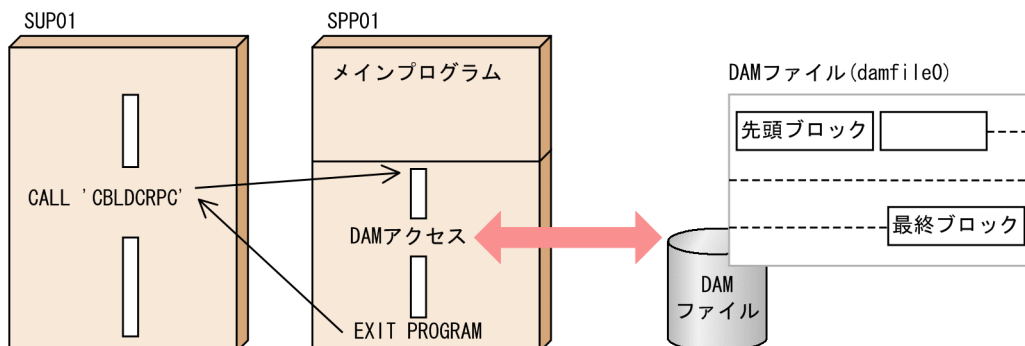 SUP01
CALL 'CBLDCRPC'
SPP01
メインプログラム
DAMアクセス
EXIT PROGRAM
DAMファイル(damfile0)
先頭ブロック
最終ブロック
DAM
ファイル